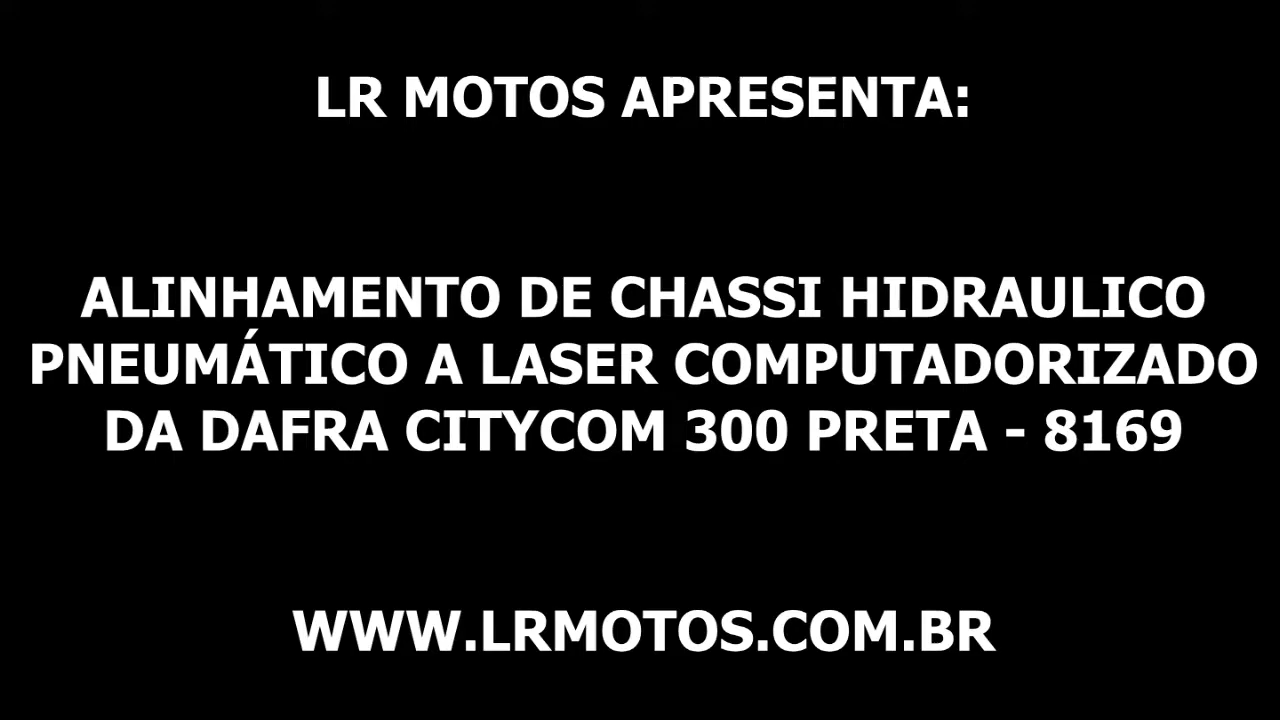 LR MOTOS APRESENTA:
ALINHAMENTO DE CHASSI HIDRAULICO
PNEUMÁTICO A LASER COMPUTADORIZADO
DA DAFRA CITYCOM 300 PRETA - 8169
WWW.LRMOTOS.COM.BR